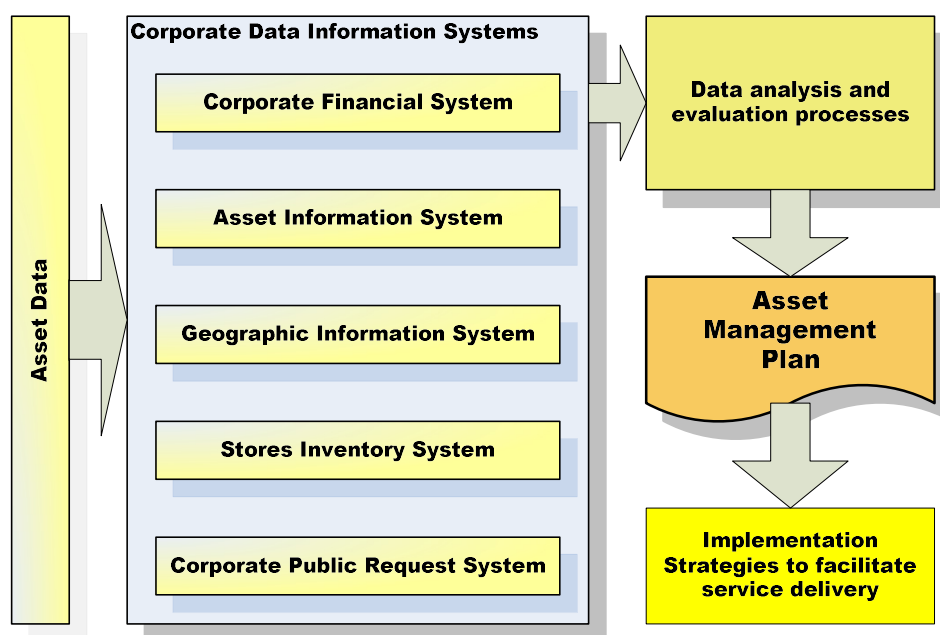 Asset Data
Corporate Data Information Systems
Corporate Financial System
Asset Information System
Geographic Information System
Stores Inventory System
Corporate Public Request System
Data analysis and
evaluation processes
Asset
Management
Plan
Implementation
Strategies to facilitate
service delivery